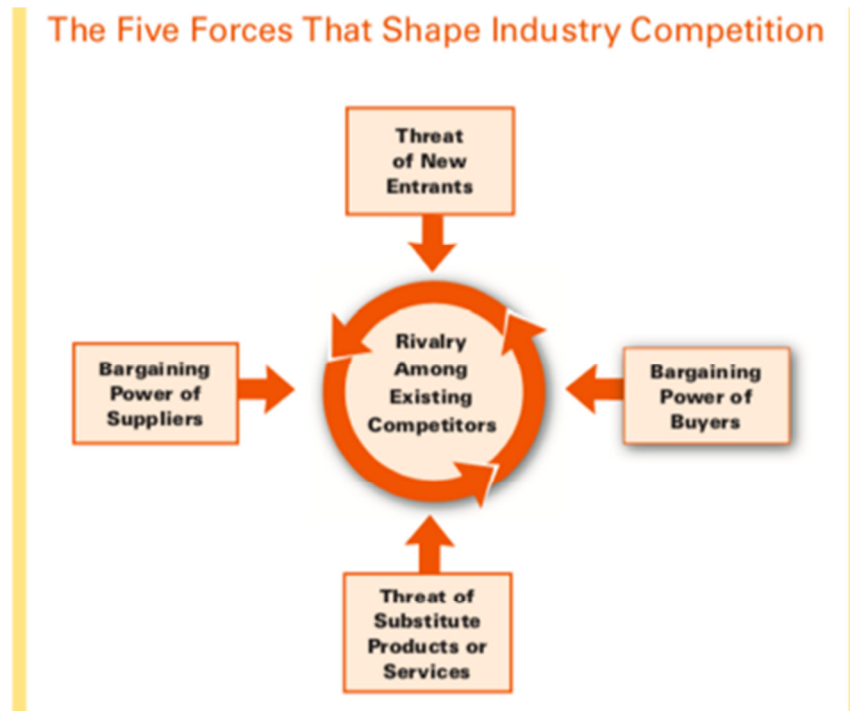 The Five Forces That Shape Industry Competition
Threat
of New
Entrants
Rivalry
Among
Existing
Competitors
Bargaining
Power of
Suppliers
Bargaining
Power of
Buyers
Threat of
Substitute
Products or
Services